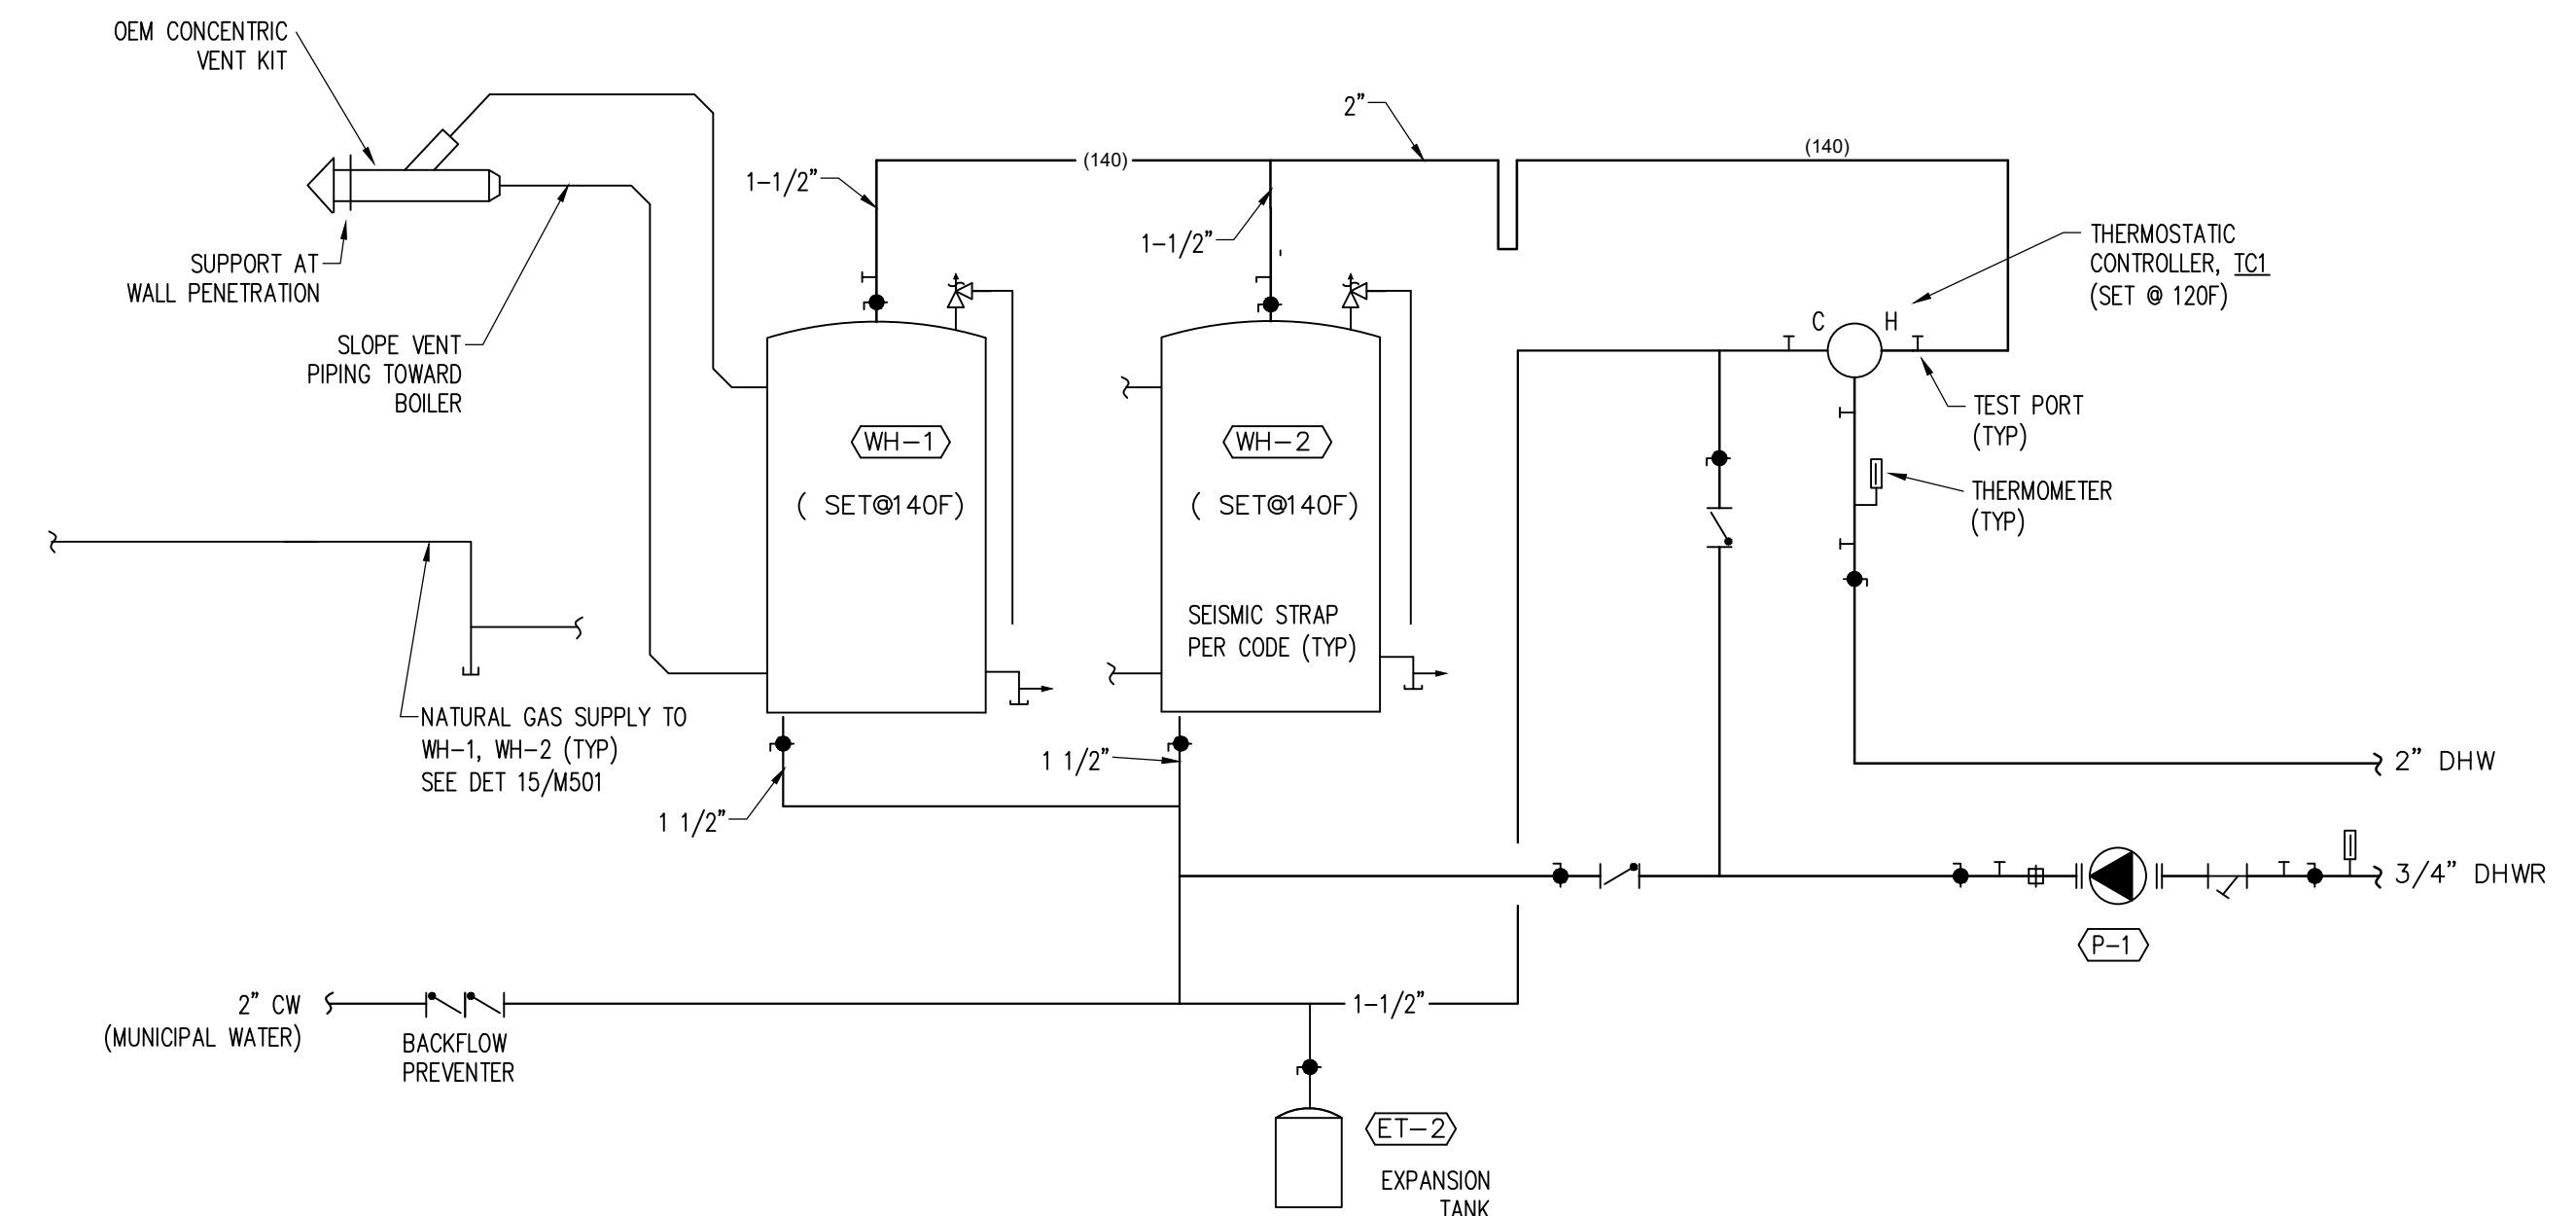 OEM CONCENTRIC
VENT KIT
SUPPORT AT
WALL PENETRATION
SLOPE VENT
PIPING TOWARD
BOILER
NATURAL GAS SUPPLY TO
WH-1, WH-2 (TYP)
SEE DET 15/M501
1-1/2"
(140)
1-1/2"
2"
(140)
WH-1
( SET@140F)
WH-2
( SET@140F)
SEISMIC STRAP
PER CODE (TYP)
1 1/2"
1 1/2"
THERMOSTATIC
CONTROLLER, TC1
(SET @ 120F)
C
H
TEST PORT
(TYP)
THERMOMETER
(TYP)
2" DHW
3/4" DHWR
P-1
2" CW
(MUNICIPAL WATER)
BACKFLOW
PREVENTER
1-1/2"
ET-2
EXPANSION
TANK